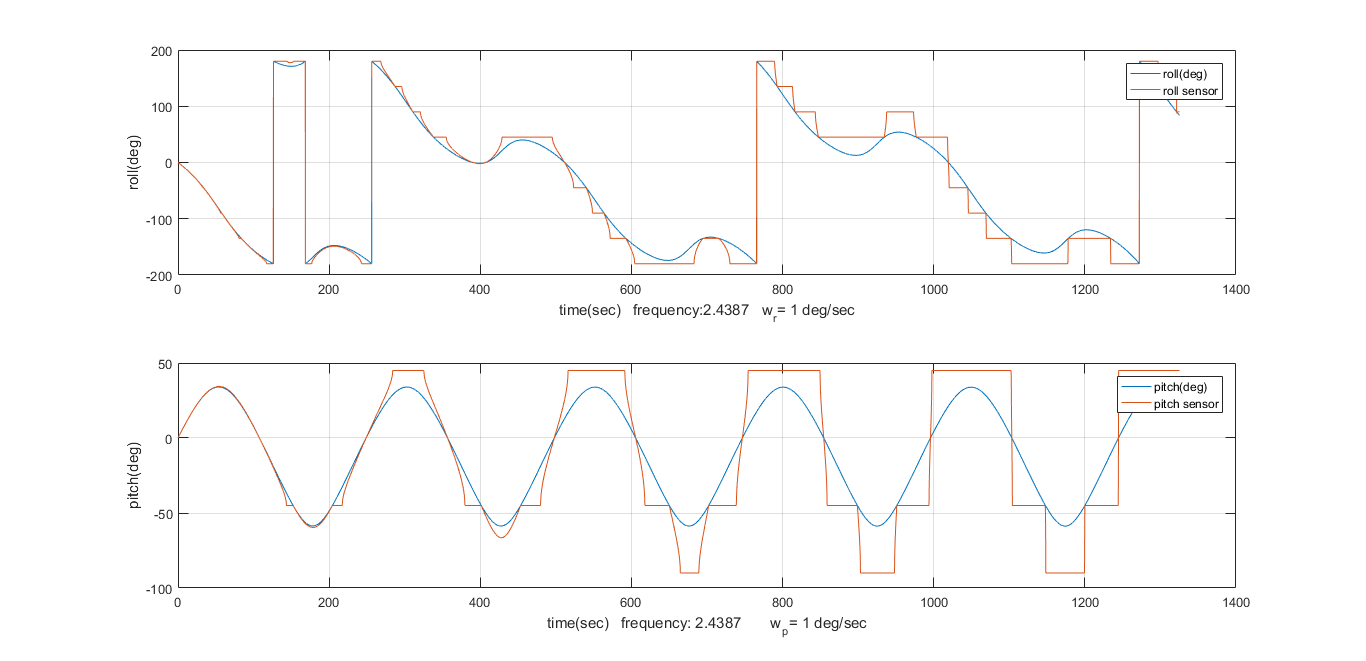 200
100
0
-100
-200
roll(deg)
roll(deg)
roll sensor
0 200 400 600 800 1000 1200 1400
time(sec) frequency:2.4387 w_r= 1 deg/sec
50
0
-50
-100
pitch(deg)
pitch(deg)
pitch sensor
0 200 400 600 800 1000 1200 1400
time(sec) frequency: 2.4387 w_p= 1 deg/sec